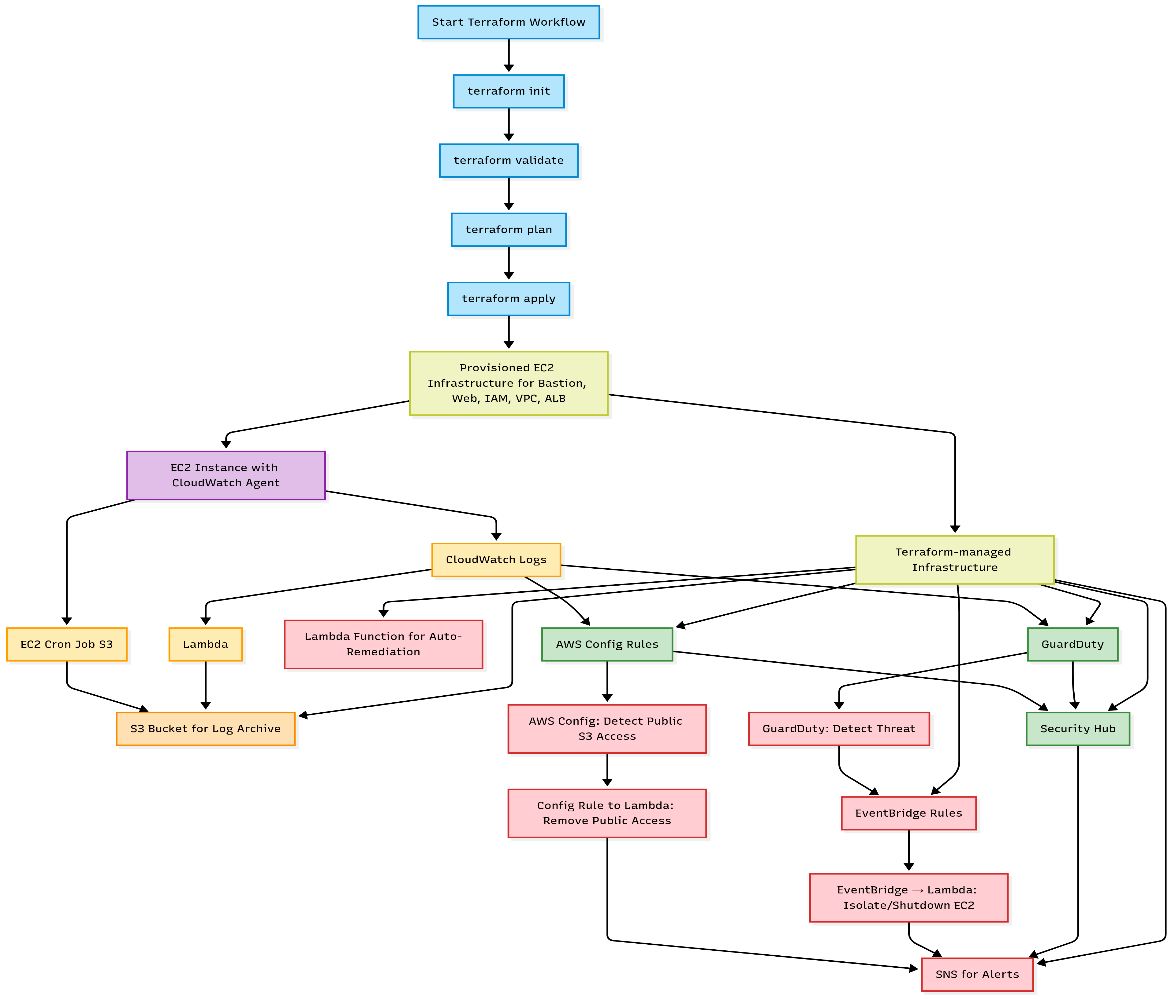 Start Terraform Workflow
terraform init
terraform validate
terraform plan
terraform apply
Provisioned EC2
Infrastructure for Bastion,
Web, IAM, VPC, ALB
EC2 Instance with
CloudWatch Agent
CloudWatch Logs
Terraform-managed
Infrastructure
EC2 Cron Job S3
Lambda
Lambda Function for Auto-
Remediation
AWS Config Rules
GuardDuty
S3 Bucket for Log Archive
AWS Config: Detect Public
S3 Access
GuardDuty: Detect Threat
Security Hub
Config Rule to Lambda:
Remove Public Access
EventBridge Rules
EventBridge → Lambda:
Isolate/Shutdown EC2
SNS for Alerts